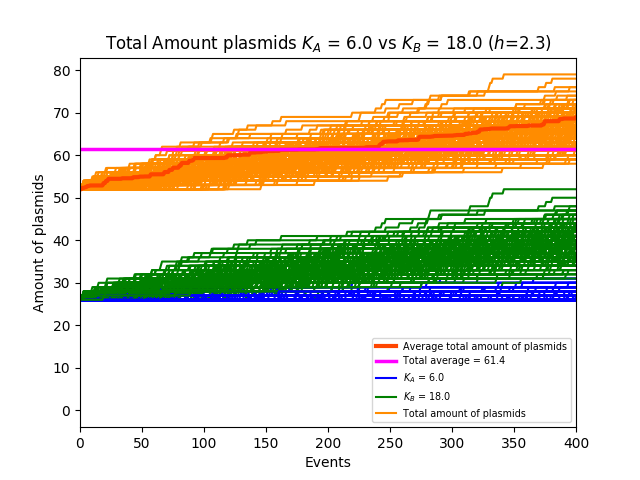 Total Amount plasmids K_A = 6.0 vs K_B = 18.0 (h=2.3)
80
70
60
50
40
30
20
10
0
Amount of plasmids
Average total amount of plasmids
Total average = 61.4
K_A = 6.0
K_B = 18.0
Total amount of plasmids
0 50 100 150 200 250 300 350 400
Events